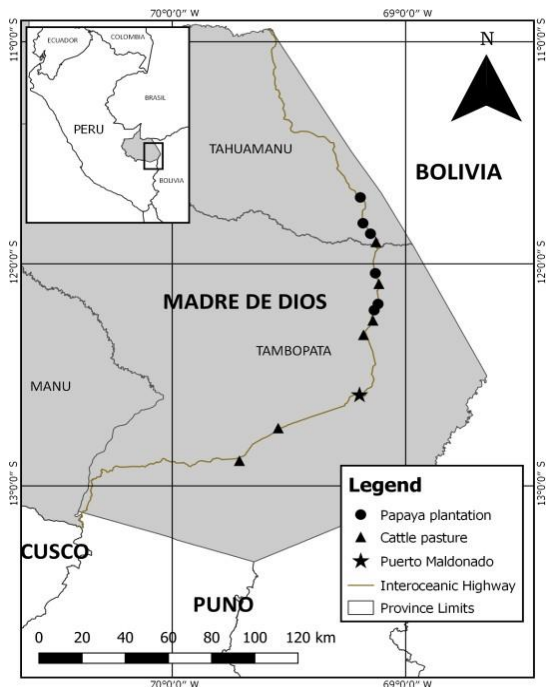 70°0.0' W
69°0.0' W
11°0.0' S
11°0.0' S
ECUADOR
COLOMBIA
BRASIL
PERU
BOLIVIA
N
TAHUAMANU
BOLIVIA
12°0.0' S
12°0.0' S
MADRE DE DIOS
TAMBOPATA
MANU
13°0.0' S
13°0.0' S
CUSCO
PUNO
Legend
Papaya plantation
Cattle pasture
Puerto Maldonado
Interoceanic Highway
Province Limits
0 20 40 60 80 100 120 km
70°0.0' W
69°0.0' W